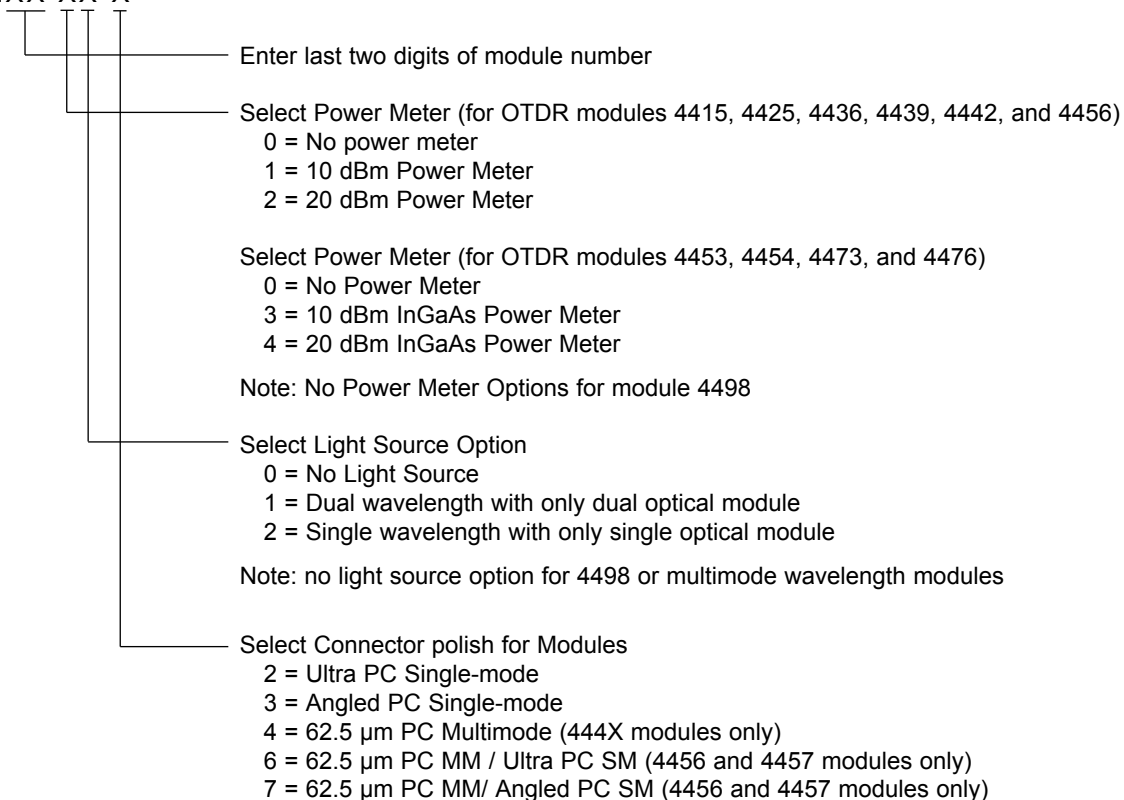 Enter last two digits of module number
Select Power Meter (for OTDR modules 4415, 4425, 4436, 4439, 4442, and 4456)
0 = No power meter
1 = 10 dBm Power Meter
2 = 20 dBm Power Meter
Select Power Meter (for OTDR modules 4453, 4454, 4473, and 4476)
0 = No Power Meter
3 = 10 dBm InGaAs Power Meter
4 = 20 dBm InGaAs Power Meter
Note: No Power Meter Options for module 4498
Select Light Source Option
0 = No Light Source
1 = Dual wavelength with only dual optical module
2 = Single wavelength with only single optical module
Note: no light source option for 4498 or multimode wavelength modules
Select Connector polish for Modules
2 = Ultra PC Single-mode
3 = Angled PC Single-mode
4 = 62.5 µm PC Multimode (444X modules only)
6 = 62.5 µm PC MM / Ultra PC SM (4456 and 4457 modules only)
7 = 62.5 µm PC MM/ Angled PC SM (4456 and 4457 modules only)